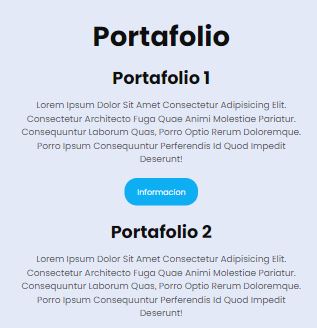 Portafolio
Portafolio 1
Lorem Ipsum Dolor Sit Amet Consectetur Adipisicing Elit.
Consectetur Architecto Fuga Quae Animi Molestiae Pariatur.
Consequuntur Laborum Quas, Porro Optio Rerum Doloremque.
Porro Ipsum Consequuntur Perferendis Id Quod Impedit
Deserunt!
Informacion
Portafolio 2
Lorem Ipsum Dolor Sit Amet Consectetur Adipisicing Elit.
Consectetur Architecto Fuga Quae Animi Molestiae Pariatur.
Consequuntur Laborum Quas, Porro Optio Rerum Doloremque.
Porro Ipsum Consequuntur Perferendis Id Quod Impedit
Deserunt!